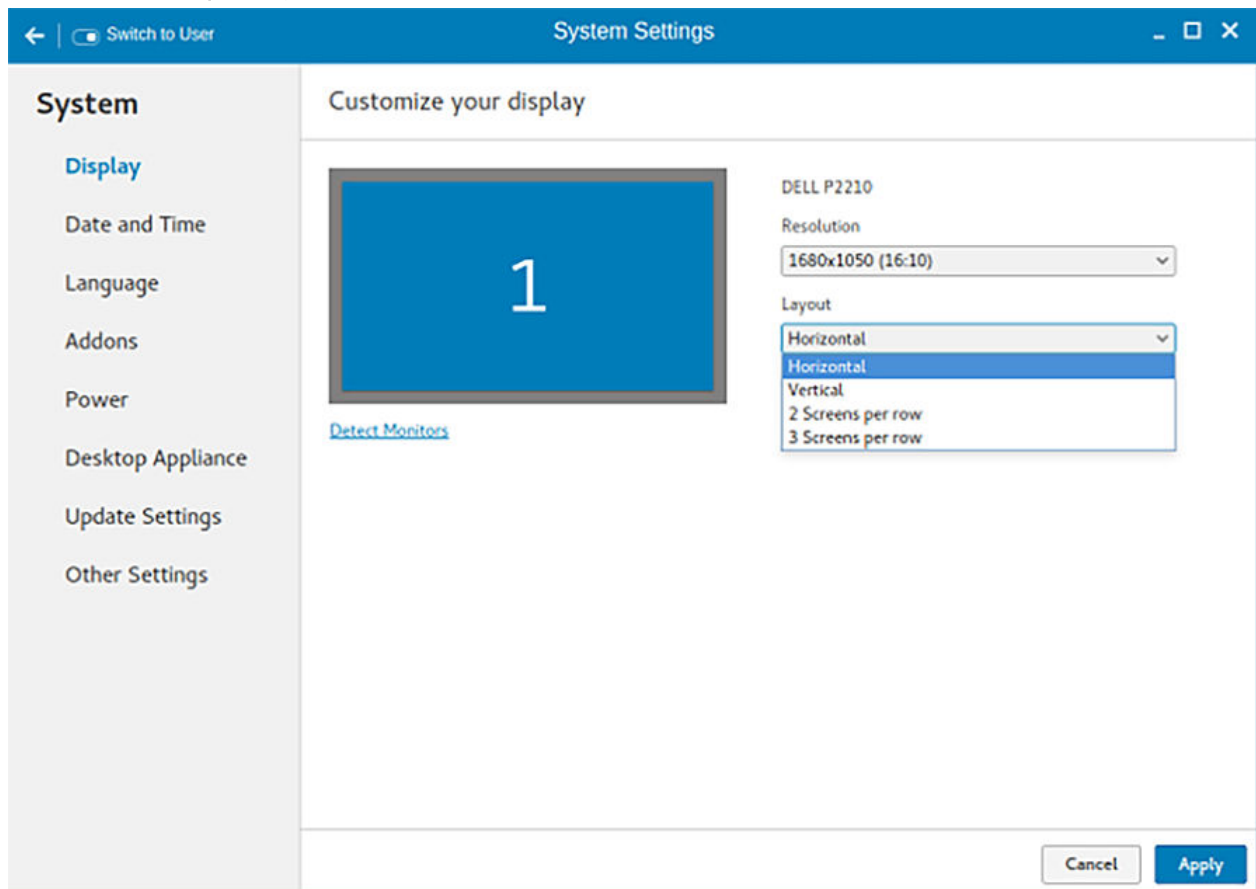 Switch to User
System Settings
System
Customize your display
Display
Date and Time
Language
Addons
Power
Desktop Appliance
Update Settings
Other Settings
1
Detect Monitors
DELL P2210
Resolution
1680x1050 (16:10)
Layout
Horizontal
Horizontal
Vertical
2 Screens per row
3 Screens per row
Cancel
Apply